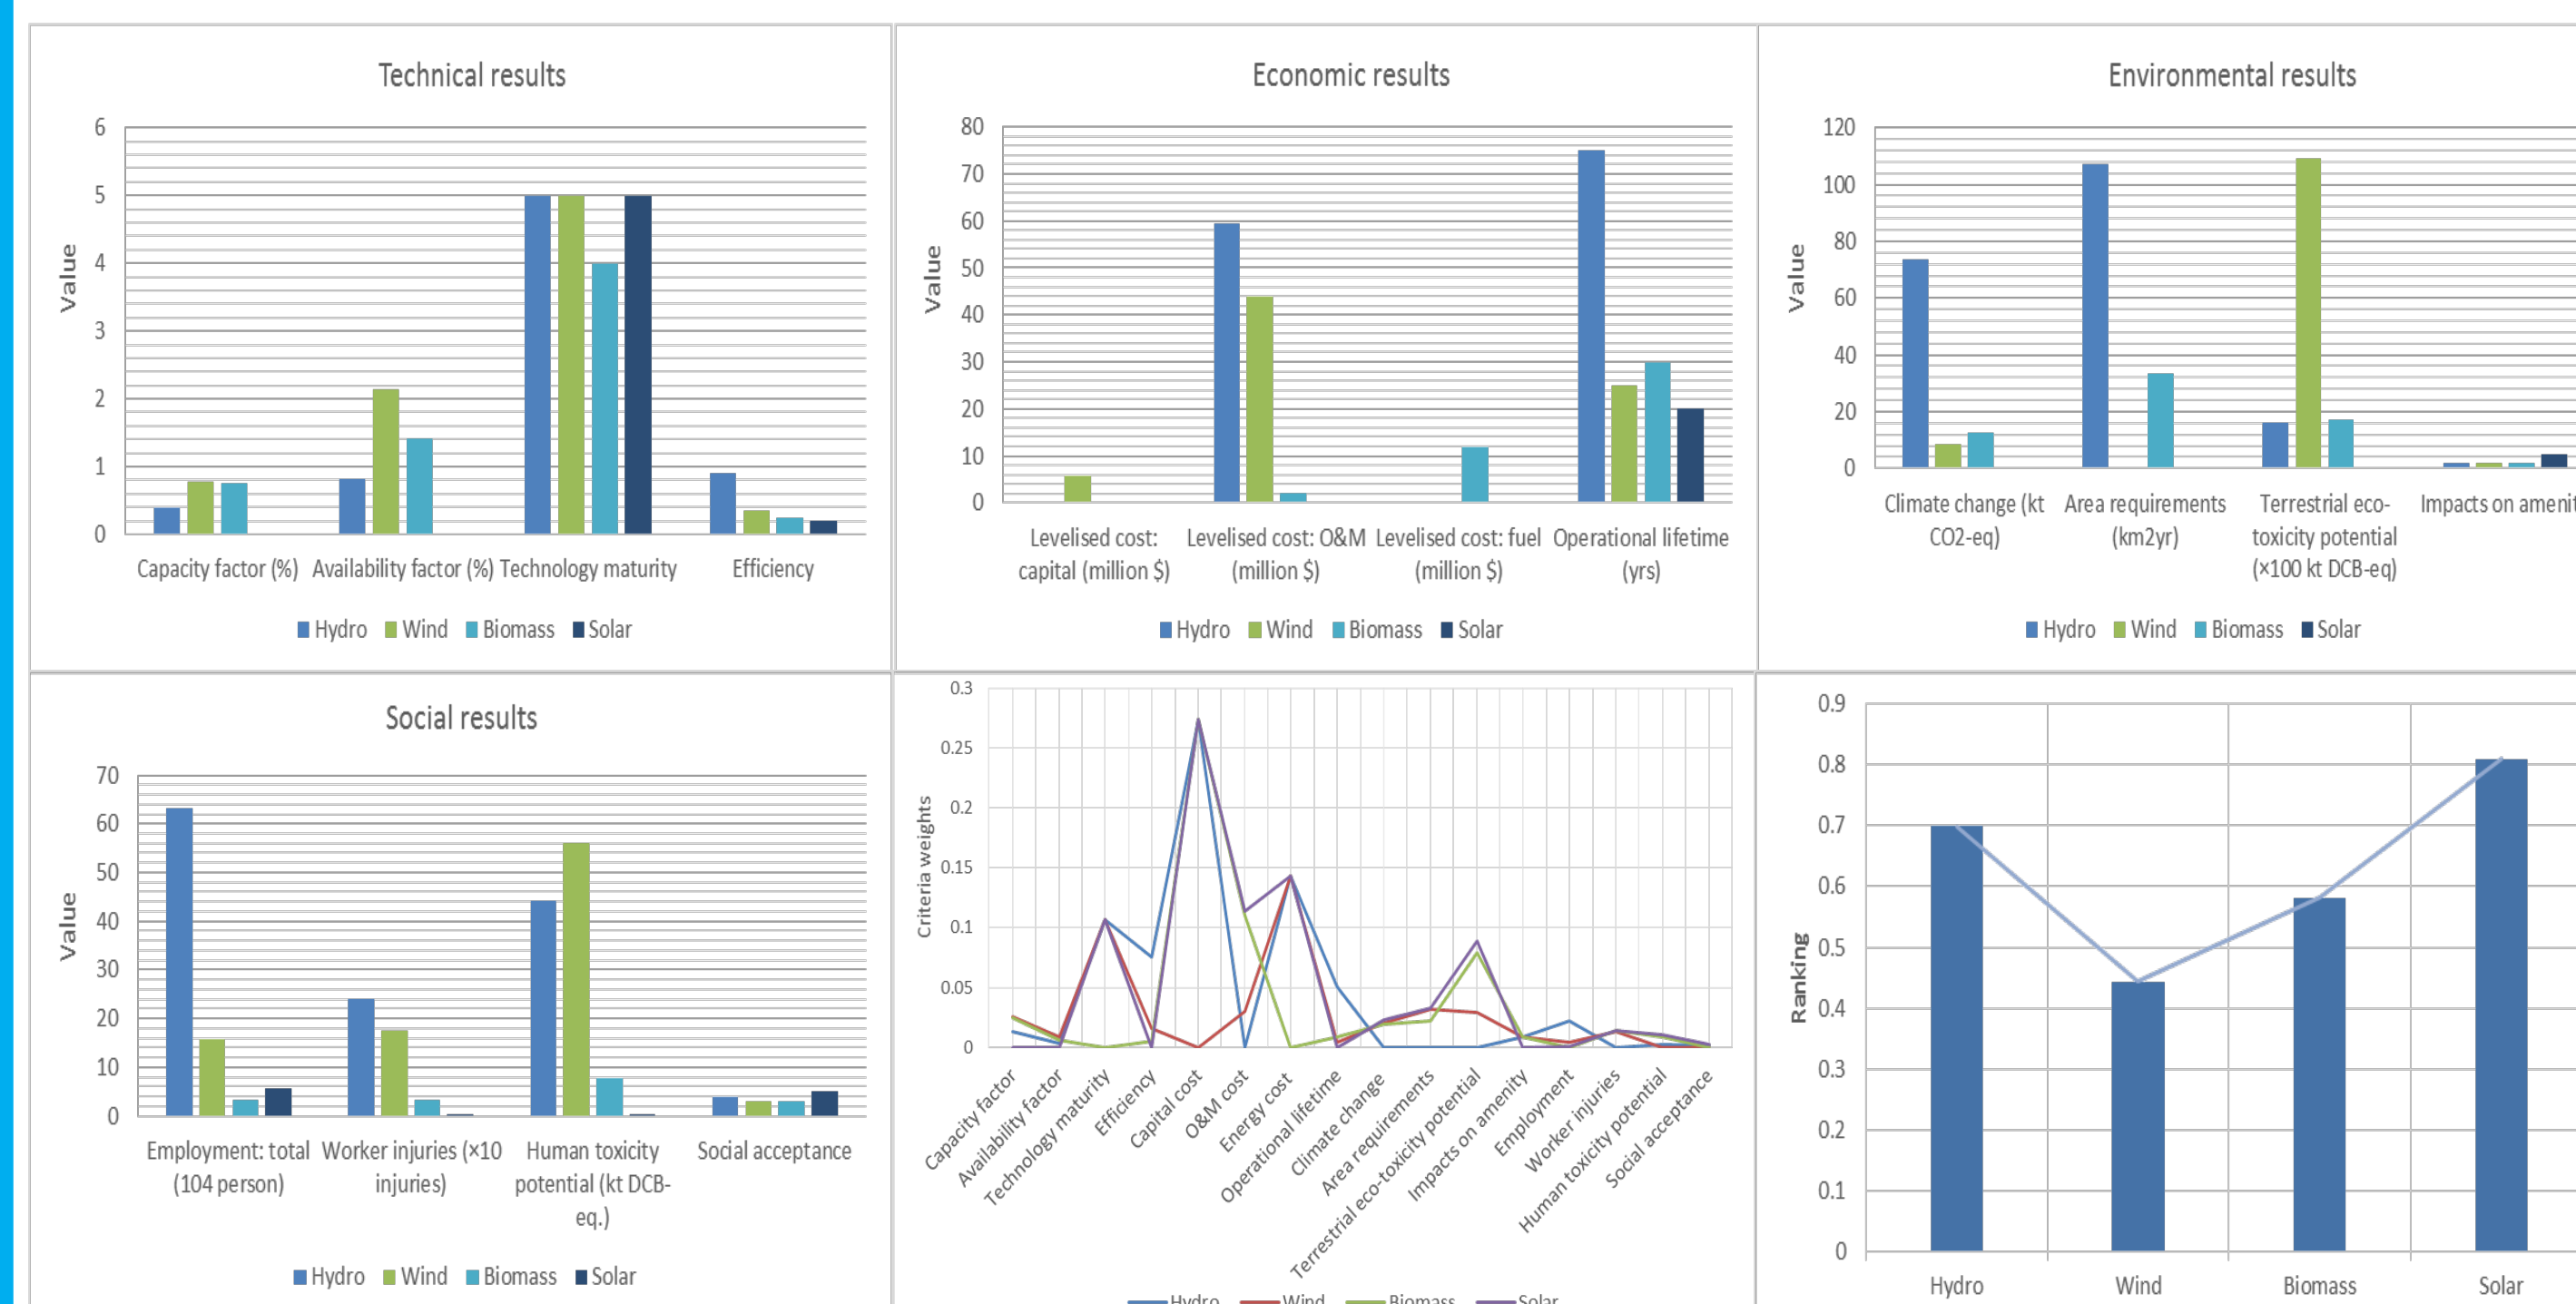 Technical results
6
5
4
3
2
1
0
Value
Capacity factor (%) Availability factor (%) Technology maturity Efficiency
Hydro Wind Biomass Solar
Economic results
80
70
60
50
40
30
20
10
0
Value
Levelised cost: Levelised cost: O&M Levelised cost: fuel Operational lifetime
capital (million $) (million $) (million $) (yrs)
Hydro Wind Biomass Solar
Environmental results
120
100
80
60
40
20
0
Value
Climate change (kt Area requirements Terrestrial eco- Impacts on amenit
CO2-eq) (km2yr) toxicity potential
(×100 kt DCB-eq)
Hydro Wind Biomass Solar
Social results
70
60
50
40
30
20
10
0
Value
Employment: total Worker injuries (×10 Human toxicity Social acceptance
(104 person) injuries) potential (kt DCB-
eq.)
Hydro Wind Biomass Solar
0.3
0.25
0.2
0.15
0.1
0.05
0
Criteria weights
Capacity factor
Availability factor
Technology maturity
Efficiency
Capital cost
O&M cost
Energy cost
Operational lifetime
Climate change
Area requirements
Terrestrial eco-toxicity potential
Impacts on amenity
Employment
Worker injuries
Human toxicity potential
Social acceptance
Hydro Wind Biomass Solar
0.9
0.8
0.7
0.6
0.5
0.4
0.3
0.2
0.1
0
Ranking
Hydro Wind Biomass Solar